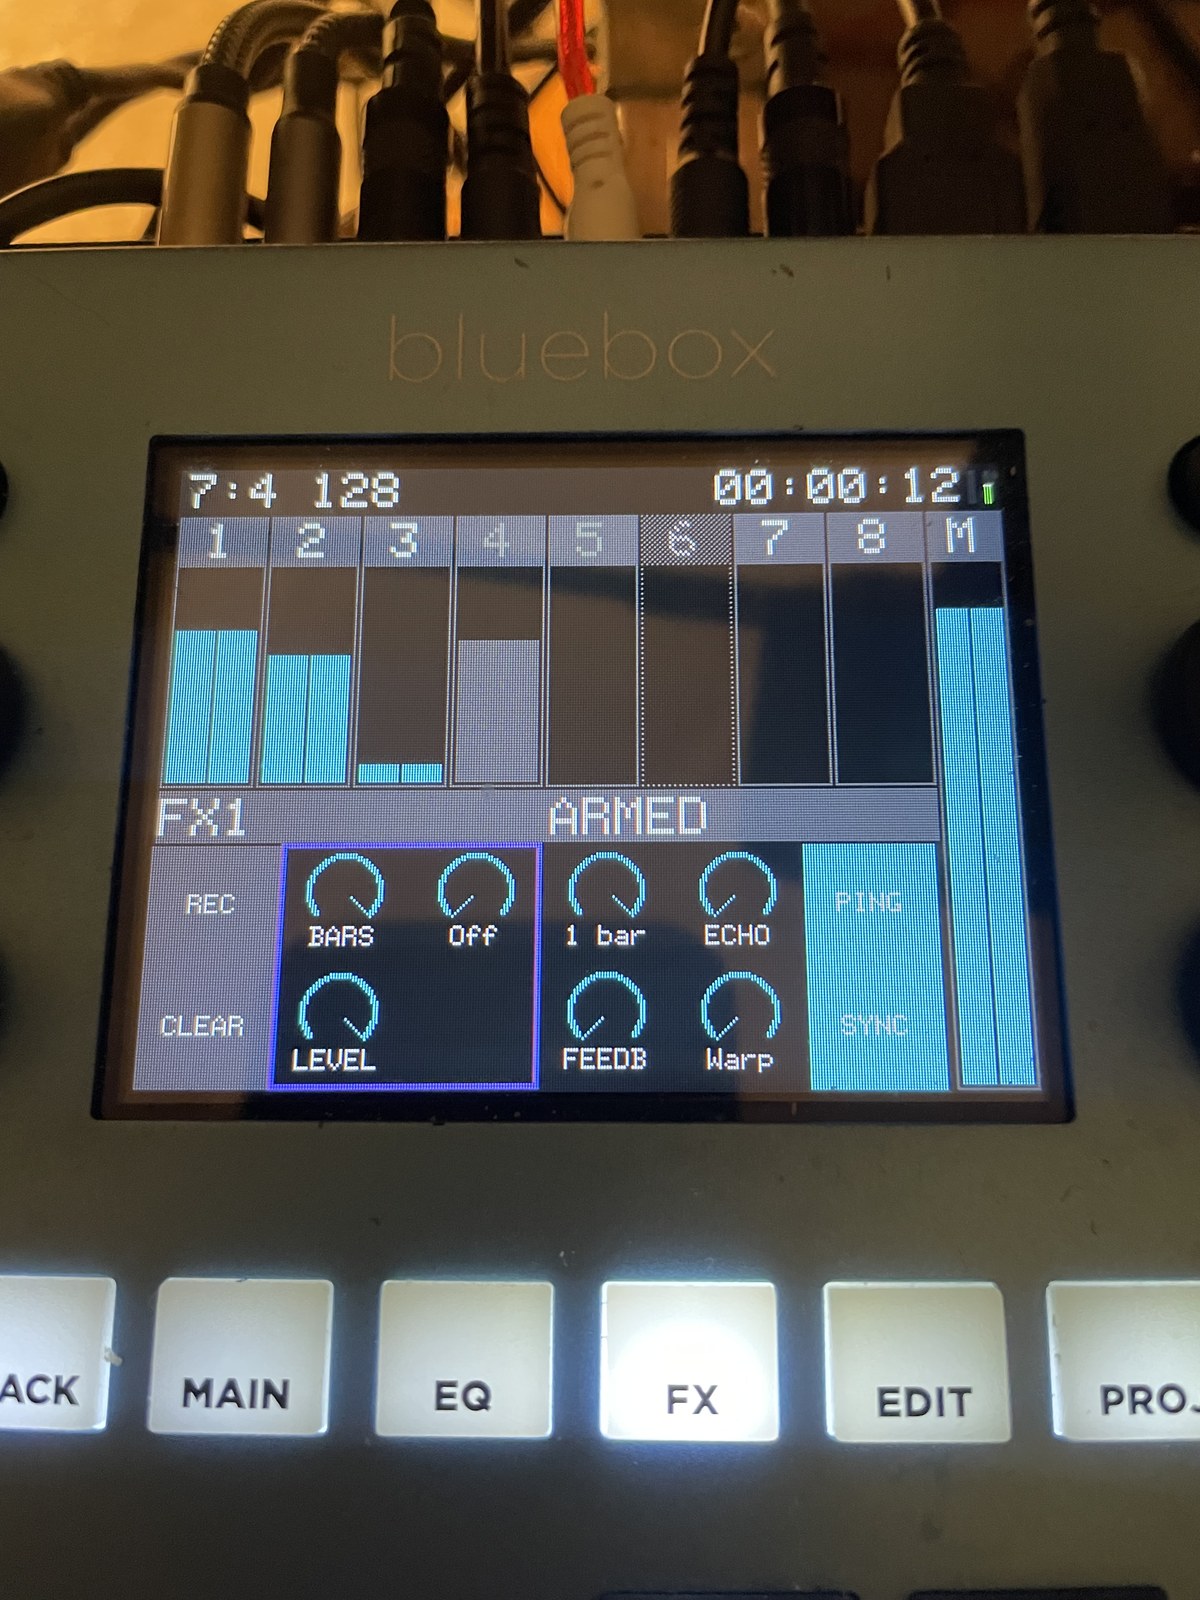 bluebox
7:4 128 00:00:12
1 2 3 4 5 6 7 8 M
FX1 ARMED
REC BARS Off 1 bar ECHO PING
CLEAR LEVEL FEEDB Warp SYNC
ACK MAIN EQ FX EDIT PROJ